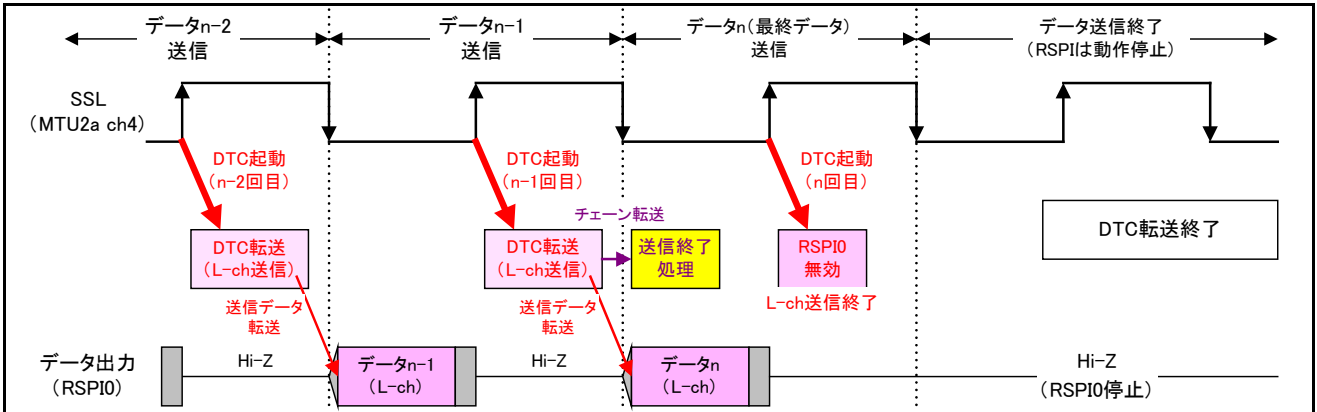 データn-2
送信
データn-1
送信
データn(最終データ)
送信
データ送信終了
(RSPIは動作停止)
SSL
(MTU2a ch4)
DTC起動
(n-2回目)
DTC起動
(n-1回目)
DTC起動
(n回目)
チェーン転送
DTC転送
(L-ch送信)
DTC転送
(L-ch送信)
送信終了
処理
RSPI0
無効
L-ch送信終了
DTC転送終了
送信データ
転送
送信データ
転送
データ出力
(RSPI0)
Hi-Z
データn-1
(L-ch)
Hi-Z
データn
(L-ch)
Hi-Z
(RSPI0停止)